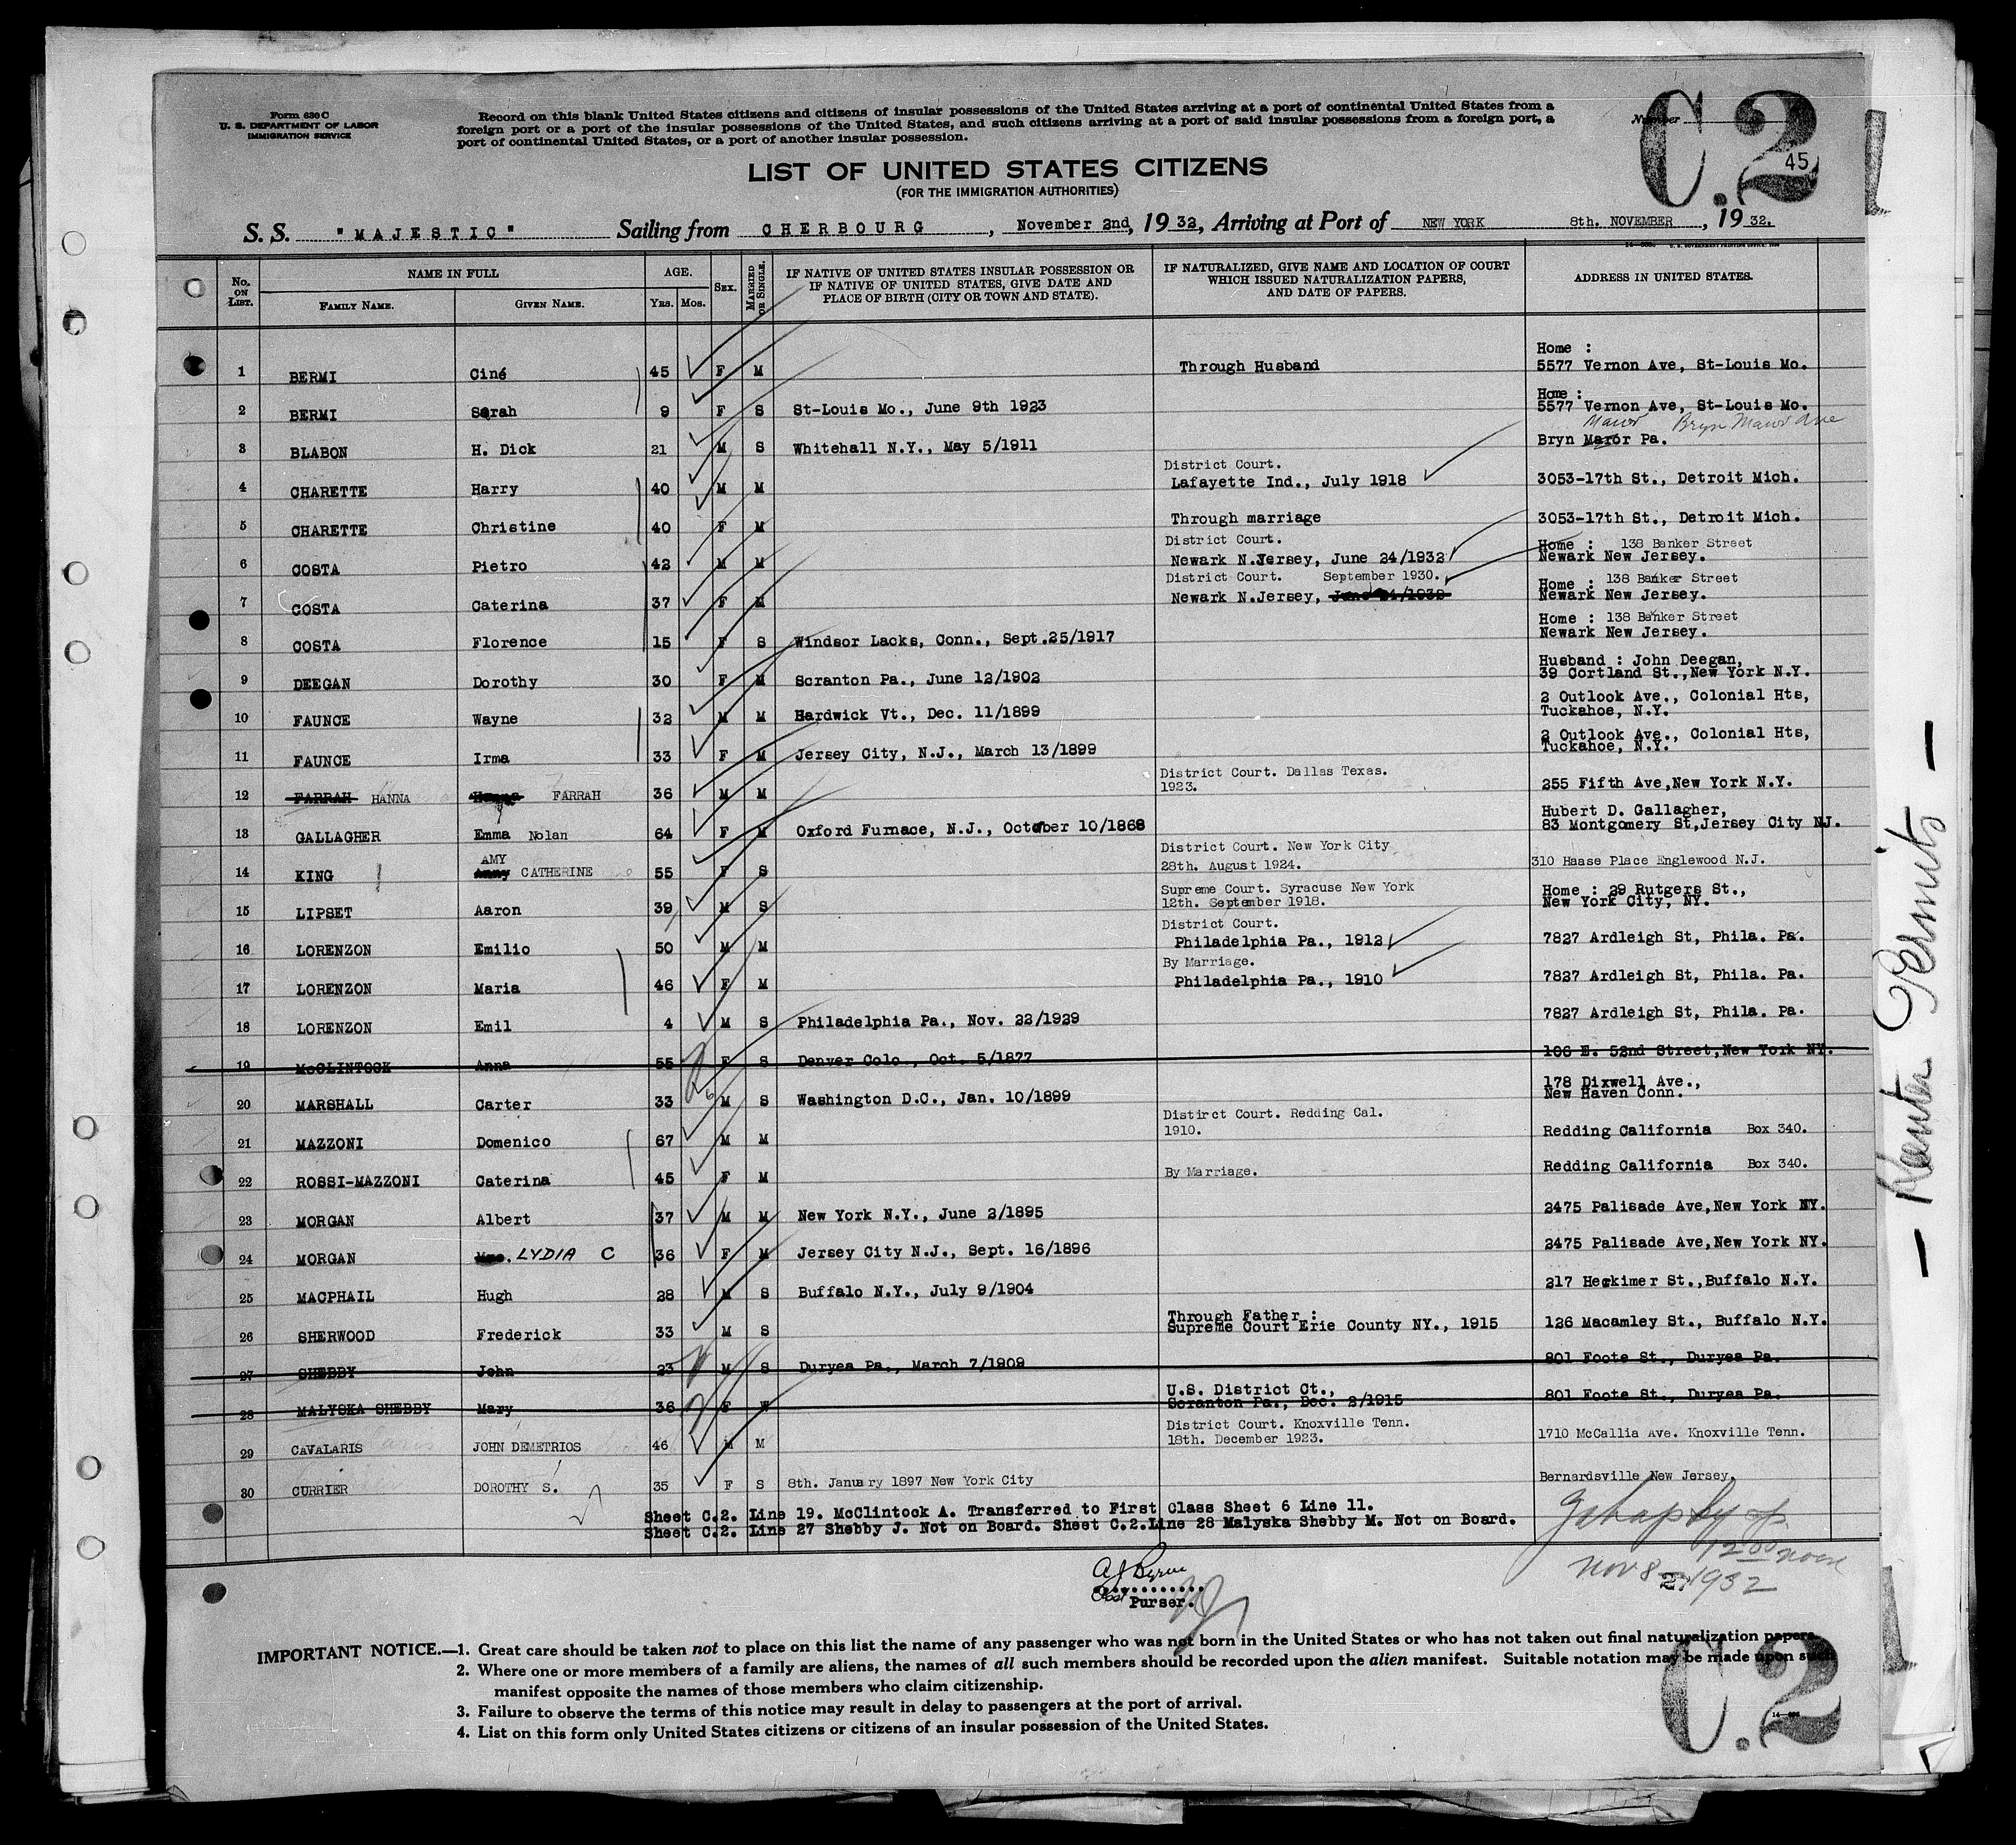 Form 630 C
U. S. DEPARTMENT OF LABOR
IMMIGRATION SERVICE
Record on this blank United States citizens and citizens of insular possessions of the United States arriving at a port of continental United States from a
foreign port or a port of the insular possessions of the United States, and such citizens arriving at a port of said insular possessions from a foreign port, a
port of continental United States, or a port of another insular possession.
Number
C.2
45
LIST OF UNITED STATES CITIZENS
(FOR THE IMMIGRATION AUTHORITIES)
S. S. "MAJESTIC" Sailing from CHERBOURG, November 2nd, 1932, Arriving at Port of NEW YORK 8th. NOVEMBER, 1932.
No. ON LIST. NAME IN FULL FAMILY NAME. GIVEN NAME. AGE. YRS. MOS. SEX. MARRIED OR SINGLE. IF NATIVE OF UNITED STATES INSULAR POSSESSION OR IF NATIVE OF UNITED STATES, GIVE DATE AND PLACE OF BIRTH (CITY OR TOWN AND STATE). IF NATURALIZED, GIVE NAME AND LOCATION OF COURT WHICH ISSUED NATURALIZATION PAPERS, AND DATE OF PAPERS. ADDRESS IN UNITED STATES.
1 BERMI Ciné 45 F M Through Husband Home : 5577 Vernon Ave, St-Louis Mo.
2 BERMI Sarah 9 F S St-Louis Mo., June 9th 1923 Home : 5577 Vernon Ave, St-Louis Mo.
3 BLABON H. Dick 21 M S Whitehall N.Y., May 5/1911 Bryn Maror Pa. Mawr Bryn Mawr Ave
4 CHARETTE Harry 40 M M District Court. Lafayette Ind., July 1918 3053-17th St., Detroit Mich.
5 CHARETTE Christine 40 F M Through marriage 3053-17th St., Detroit Mich.
6 COSTA Pietro 42 M M District Court. Newark N.Jersey, June 24/1932 Home : 138 Banker Street Newark New Jersey.
7 COSTA Caterina 37 F M District Court. September 1930. Newark N.Jersey, June 24/1932 Home : 138 Banker Street Newark New Jersey.
8 COSTA Florence 15 F S Windsor Lacks, Conn., Sept.25/1917 Home : 138 Banker Street Newark New Jersey.
9 DEEGAN Dorothy 30 F M Scranton Pa., June 12/1902 Husband : John Deegan, 39 Cortland St.,New York N.Y.
10 FAUNCE Wayne 32 M M Hardwick Vt., Dec. 11/1899 2 Outlook Ave., Colonial Hts, Tuckahoe, N.Y.
11 FAUNCE Irma 33 F M Jersey City, N.J., March 13/1899 2 Outlook Ave., Colonial Hts, Tuckahoe, N.Y.
12 FARRAH HANNA Hanna FARRAH 36 M M District Court. Dallas Texas. 1923. 255 Fifth Ave,New York N.Y.
13 GALLAGHER Emma Nolan 64 F M Oxford Furnace, N.J., October 10/1868 Hubert D. Gallagher, 83 Montgomery St,Jersey City NJ.
14 KING AMY CATHERINE 55 F S District Court. New York City 28th. August 1924. 310 Haase Place Englewood N.J.
15 LIPSET Aaron 39 M S Supreme Court. Syracuse New York 12th. September 1918. Home : 29 Rutgers St., New York City, NY.
16 LORENZON Emilio 50 M M District Court. Philadelphia Pa., 1912 7827 Ardleigh St, Phila. Pa.
17 LORENZON Maria 46 F M By Marriage. Philadelphia Pa., 1910 7827 Ardleigh St, Phila. Pa.
18 LORENZON Emil 4 M S Philadelphia Pa., Nov. 22/1929 7827 Ardleigh St, Phila. Pa.
19 McCLINTOCK Anna 55 F S Denver Colo., Oct. 5/1877 106 E. 52nd Street,New York NY.
20 MARSHALL Carter 33 M S Washington D.C., Jan. 10/1899 178 Dixwell Ave., New Haven Conn.
21 MAZZONI Domenico 67 M M Distirct Court. Redding Cal. 1910. Redding California Box 340.
22 ROSSI-MAZZONI Caterina 45 F M By Marriage. Redding California Box 340.
23 MORGAN Albert 37 M M New York N.Y., June 2/1895 2475 Palisade Ave,New York NY.
24 MORGAN Mrs. LYDIA C 36 F M Jersey City N.J., Sept. 16/1896 2475 Palisade Ave,New York NY.
25 MACPHAIL Hugh 28 M S Buffalo N.Y., July 9/1904 217 Herkimer St.,Buffalo N.Y.
26 SHERWOOD Frederick 33 M S Through Father : Supreme Court Erie County NY., 1915 126 Macamley St., Buffalo N.Y.
27 SHEBBY John 23 M S Duryea Pa., March 7/1909 801 Foote St., Duryea Pa.
28 MALYSKA SHEBBY Mary 36 F W U.S. District Ct., Scranton Pa., Dec. 2/1915 801 Foote St., Duryea Pa.
29 CAVALARIS JOHN DEMETRIOS 46 M M District Court. Knoxville Tenn. 18th. December 1923. 1710 McCallia Ave. Knoxville Tenn.
30 CURRIER DOROTHY S. 35 F S 8th. January 1897 New York City Bernardsville New Jersey.
Sheet C.2. Line 19. McClintock A. Transferred to First Class Sheet 6 Line 11.
Sheet C.2. Line 27 Shebby J. Not on Board. Sheet C.2.Line 28 Malyska Shebby M. Not on Board.
12 00 noon
Nov 8 - 1932
A J Byrne
Asst Purser.
IMPORTANT NOTICE.—1. Great care should be taken not to place on this list the name of any passenger who was not born in the United States or who has not taken out final naturalization papers.
2. Where one or more members of a family are aliens, the names of all such members should be recorded upon the alien manifest. Suitable notation may be made upon such
manifest opposite the names of those members who claim citizenship.
3. Failure to observe the terms of this notice may result in delay to passengers at the port of arrival.
4. List on this form only United States citizens or citizens of an insular possession of the United States.
C.2
- Reenter Permits -